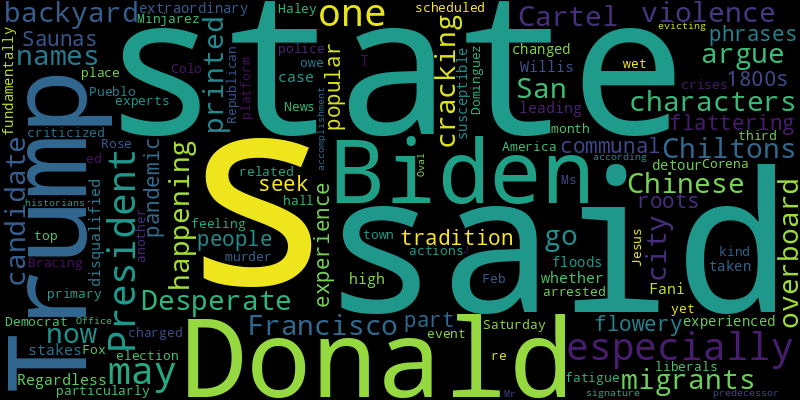 backyard
extraordinary
Haley
one
scheduled
Cartel
violence
Minjarez
Saunas
names
fundamentally
state
printed
popular
cracking
changed
phrases
argue
police
Republican
platform
Colo
owe
case
T
susceptible
Dominguez
San
Willis
wet
1800s
place
Pueblo
experts
News
leading
crises
characters
evicting
criticized
Rose
accomplishment
month
third
flattering
Trump
candidate
President
ed
pandemic
happening
S
related
seek
hall
Biden
Oval
America
communal
according
Chiltons
detour
Corena
Ms
Chinese
roots
historians
disqualified
another
feeling
people
murder
experience
said
town
tradition
actions
go
Jesus
city
kind
taken
overboard
top
Bracing
high
Feb
floods
whether
arrested
Fani
yet
primary
Desperate
Democrat
Office
now
charged
Francisco
part
event
Saturday
flowery
experienced
stakes
Fox
election
may
Donald
re
especially
liberals
Regardless
particularly
fatigue
migrants
signature
predecessor
Mr